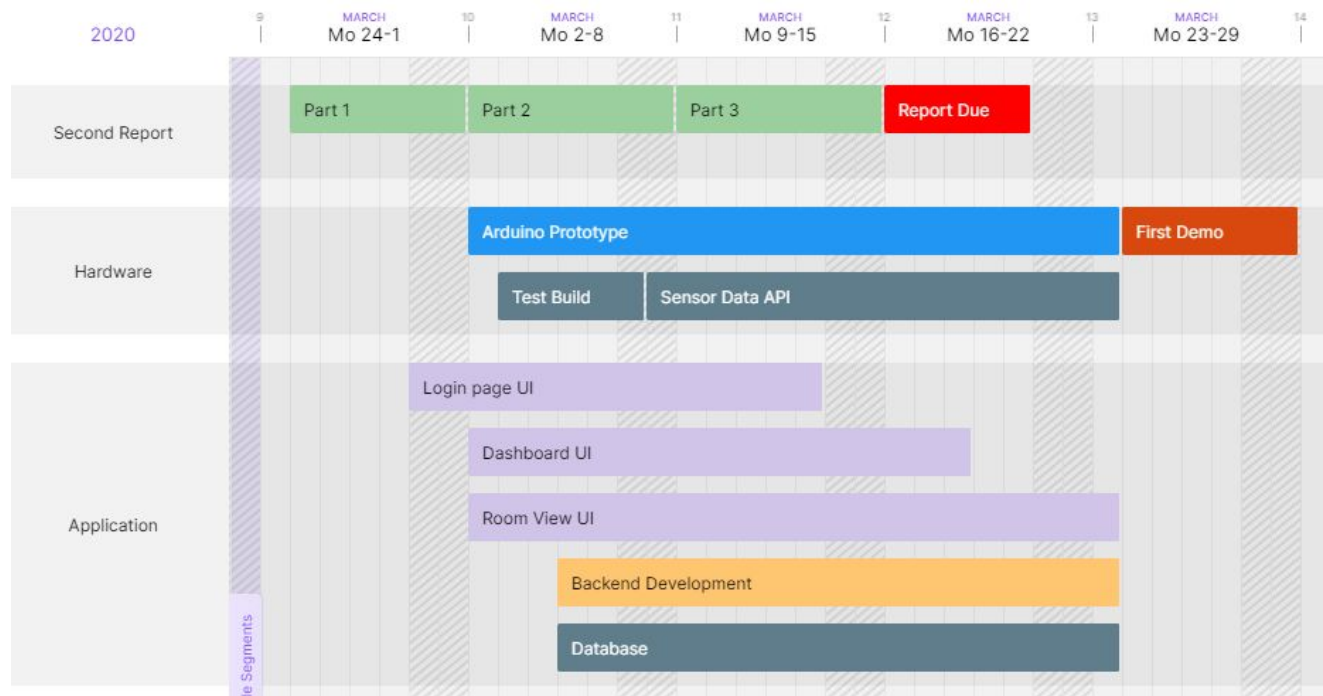 2020
9
MARCH
Mo 24-1
10
MARCH
Mo 2-8
11
MARCH
Mo 9-15
12
MARCH
Mo 16-22
13
MARCH
Mo 23-29
14
Second Report
Part 1
Part 2
Part 3
Report Due
Hardware
Arduino Prototype
First Demo
Test Build
Sensor Data API
Application
Login page UI
Dashboard UI
Room View UI
Backend Development
Database
Segments